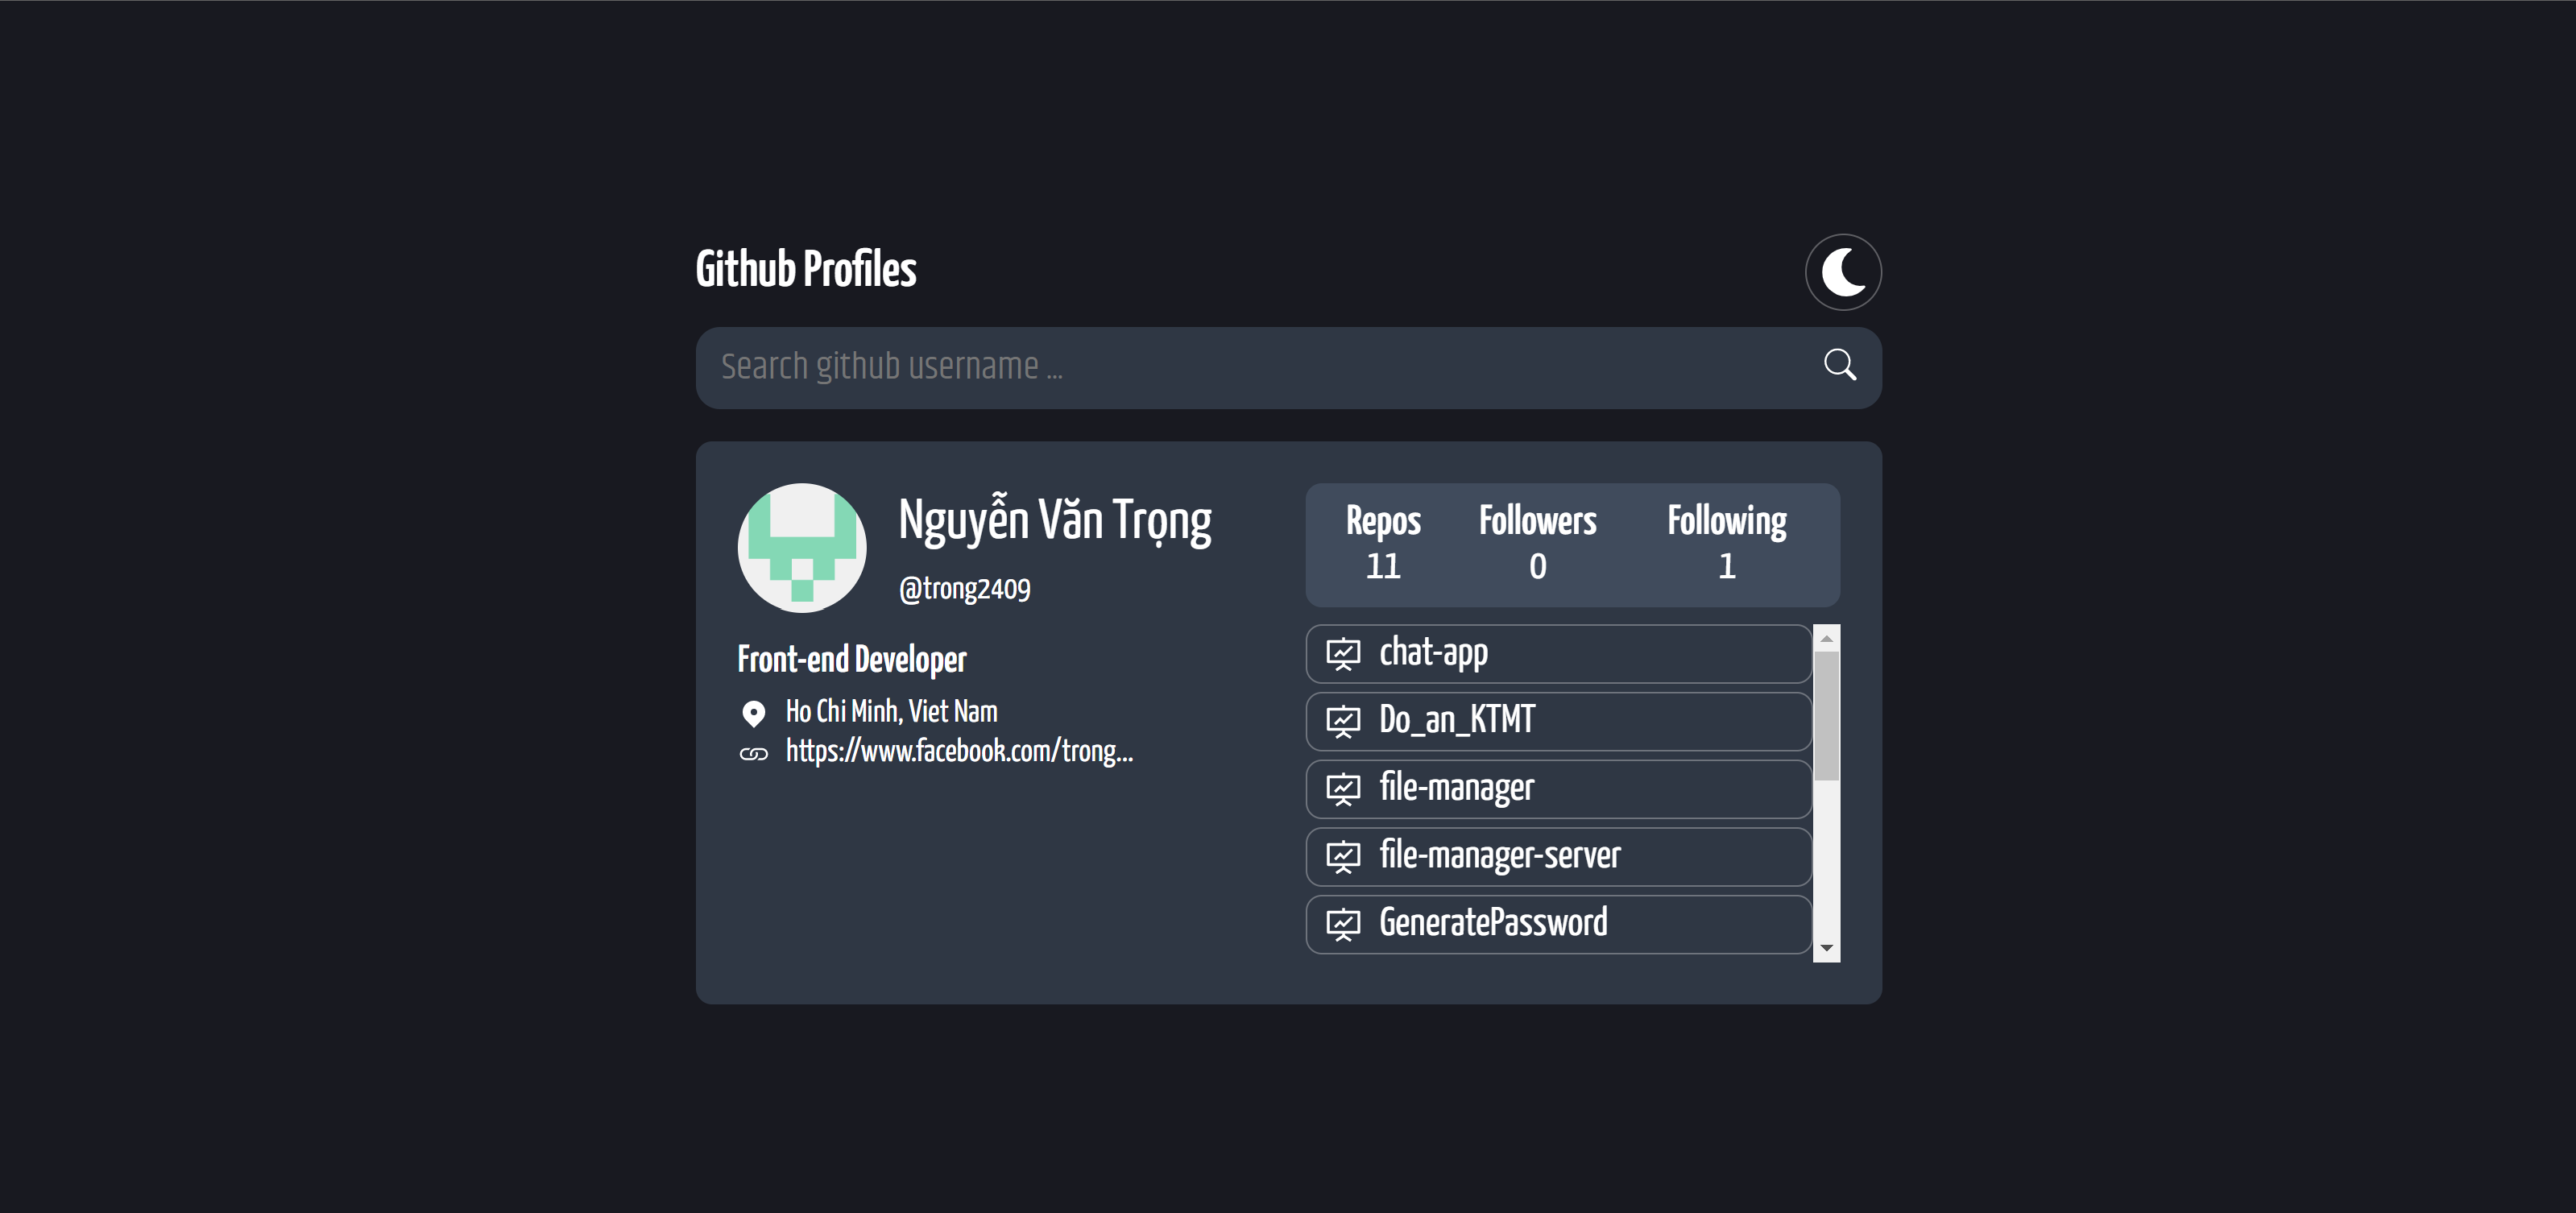 Github Profiles
Search github username ...
Nguyễn Văn Trọng
@trong2409
Front-end Developer
Ho Chi Minh, Viet Nam
https://www.facebook.com/trong...
Repos Followers Following
11 0 1
chat-app
Do_an_KTMT
file-manager
file-manager-server
GeneratePassword